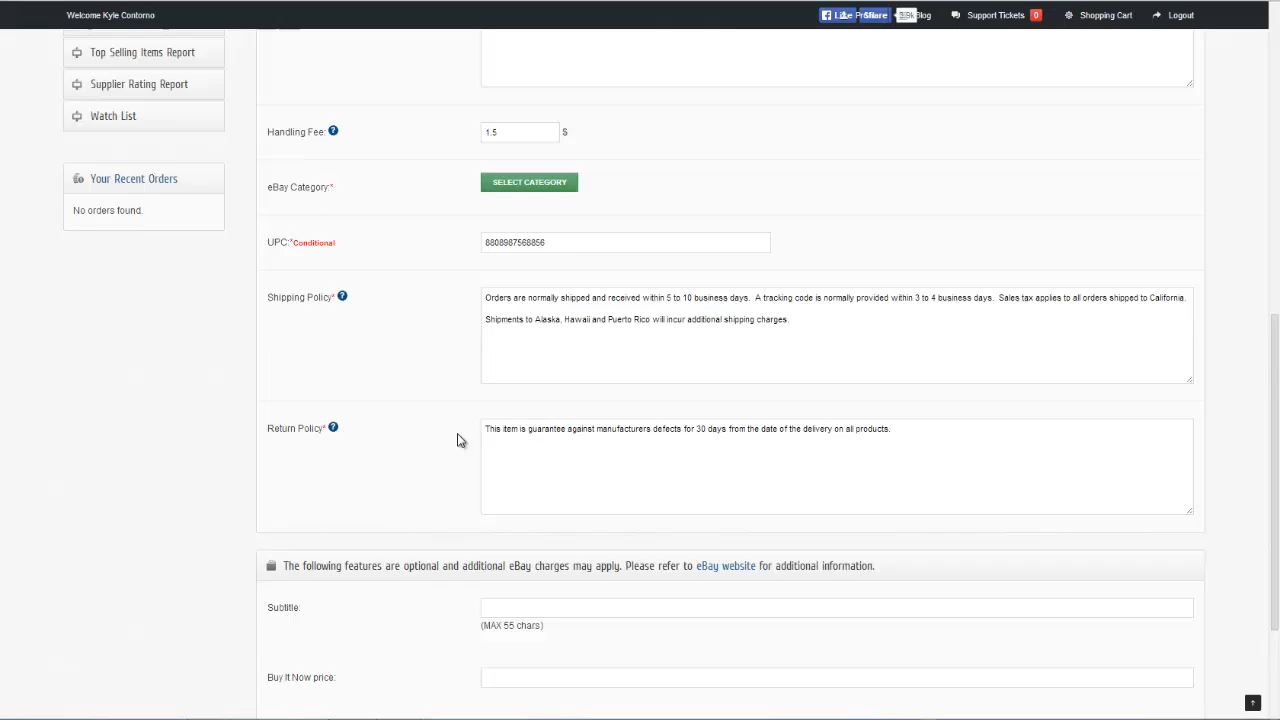 Welcome Kyle Contorno
Like
Share
Blog
Support Tickets 0
Shopping Cart
Logout
Top Selling Items Report
Supplier Rating Report
Watch List
Your Recent Orders
No orders found.
Handling Fee: ?
1.5 $
eBay Category:*
SELECT CATEGORY
UPC:*Conditional
8808987568856
Shipping Policy* ?
Orders are normally shipped and received within 5 to 10 business days. A tracking code is normally provided within 3 to 4 business days. Sales tax applies to all orders shipped to California.
Shipments to Alaska, Hawaii and Puerto Rico will incur additional shipping charges.
Return Policy* ?
This item is guarantee against manufacturers defects for 30 days from the date of the delivery on all products.
The following features are optional and additional eBay charges may apply. Please refer to eBay website for additional information.
Subtitle:
(MAX 55 chars)
Buy It Now price: